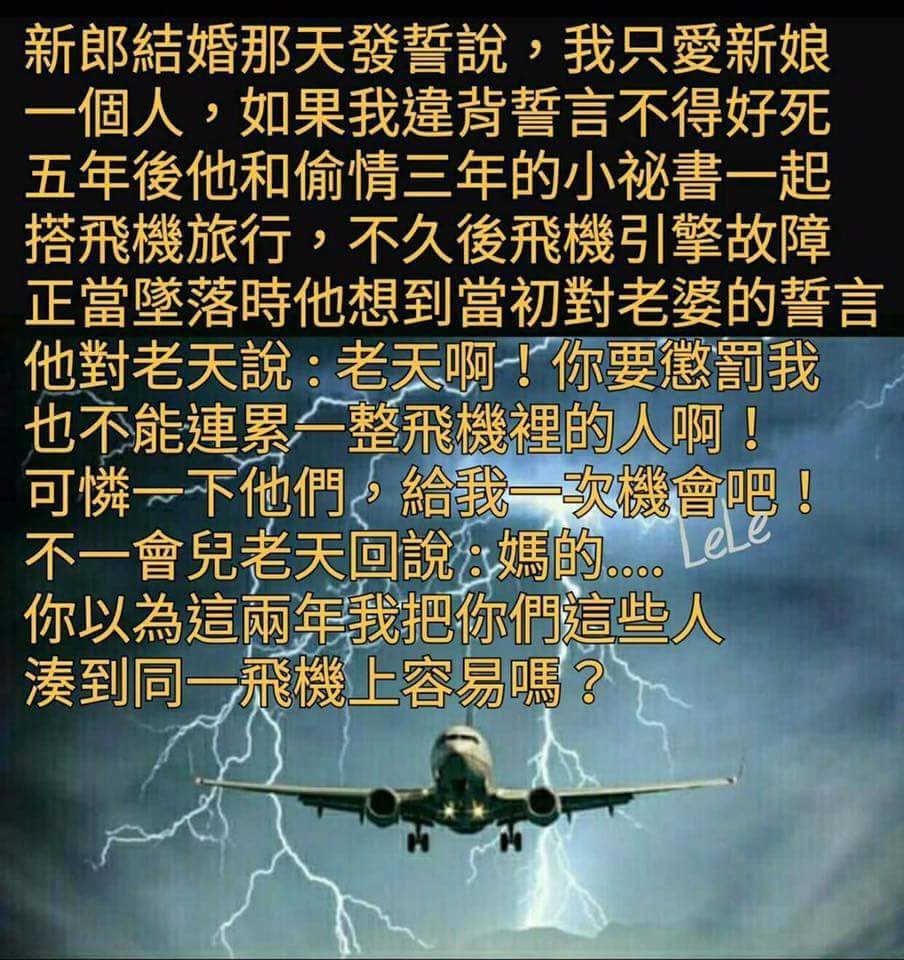 新郎結婚那天發誓說，我只愛新娘
一個人，如果我違背誓言不得好死
五年後他和偷情三年的小祕書一起
搭飛機旅行，不久後飛機引擎故障
正當墜落時他想到當初對老婆的誓言
他對老天說：老天啊！你要懲罰我
也不能連累一整飛機裡的人啊！
可憐一下他們，給我一次機會吧！
不一會兒老天回說：媽的....
LeLe
你以為這兩年我把你們這些人
湊到同一飛機上容易嗎？